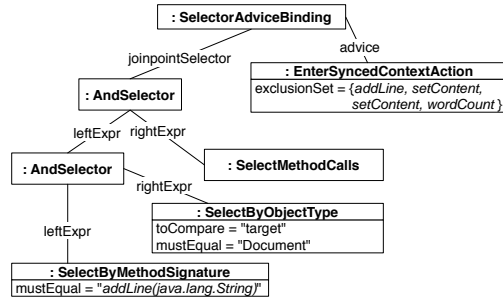 : SelectorAdviceBinding
joinpointSelector
advice
: EnterSyncedContextAction
exclusionSet = {addLine, setContent,
setContent, wordCount }
: AndSelector
leftExpr
rightExpr
: AndSelector
: SelectMethodCalls
rightExpr
leftExpr
: SelectByObjectType
toCompare = "target"
mustEqual = "Document"
: SelectByMethodSignature
mustEqual = "addLine(java.lang.String)"